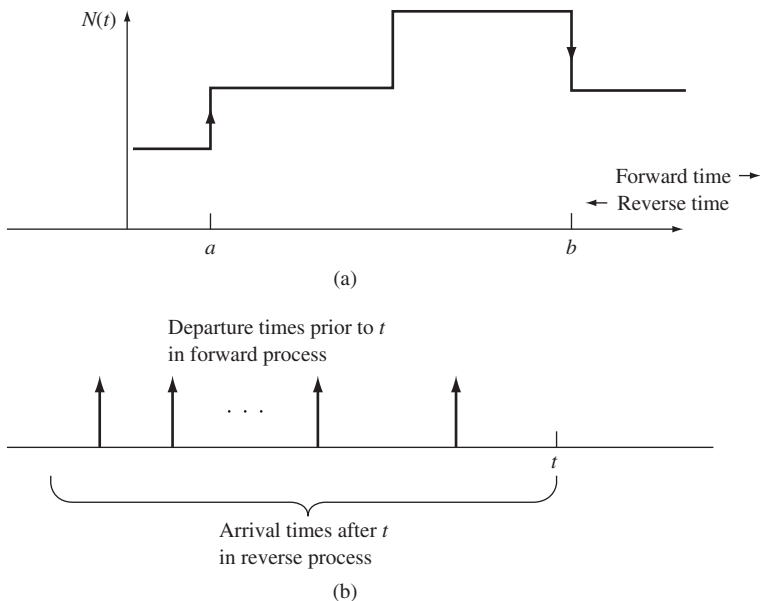 N(t)
Forward time
Reverse time
a
b
(a)
Departure times prior to t
in forward process
. . .
t
Arrival times after t
in reverse process
(b)